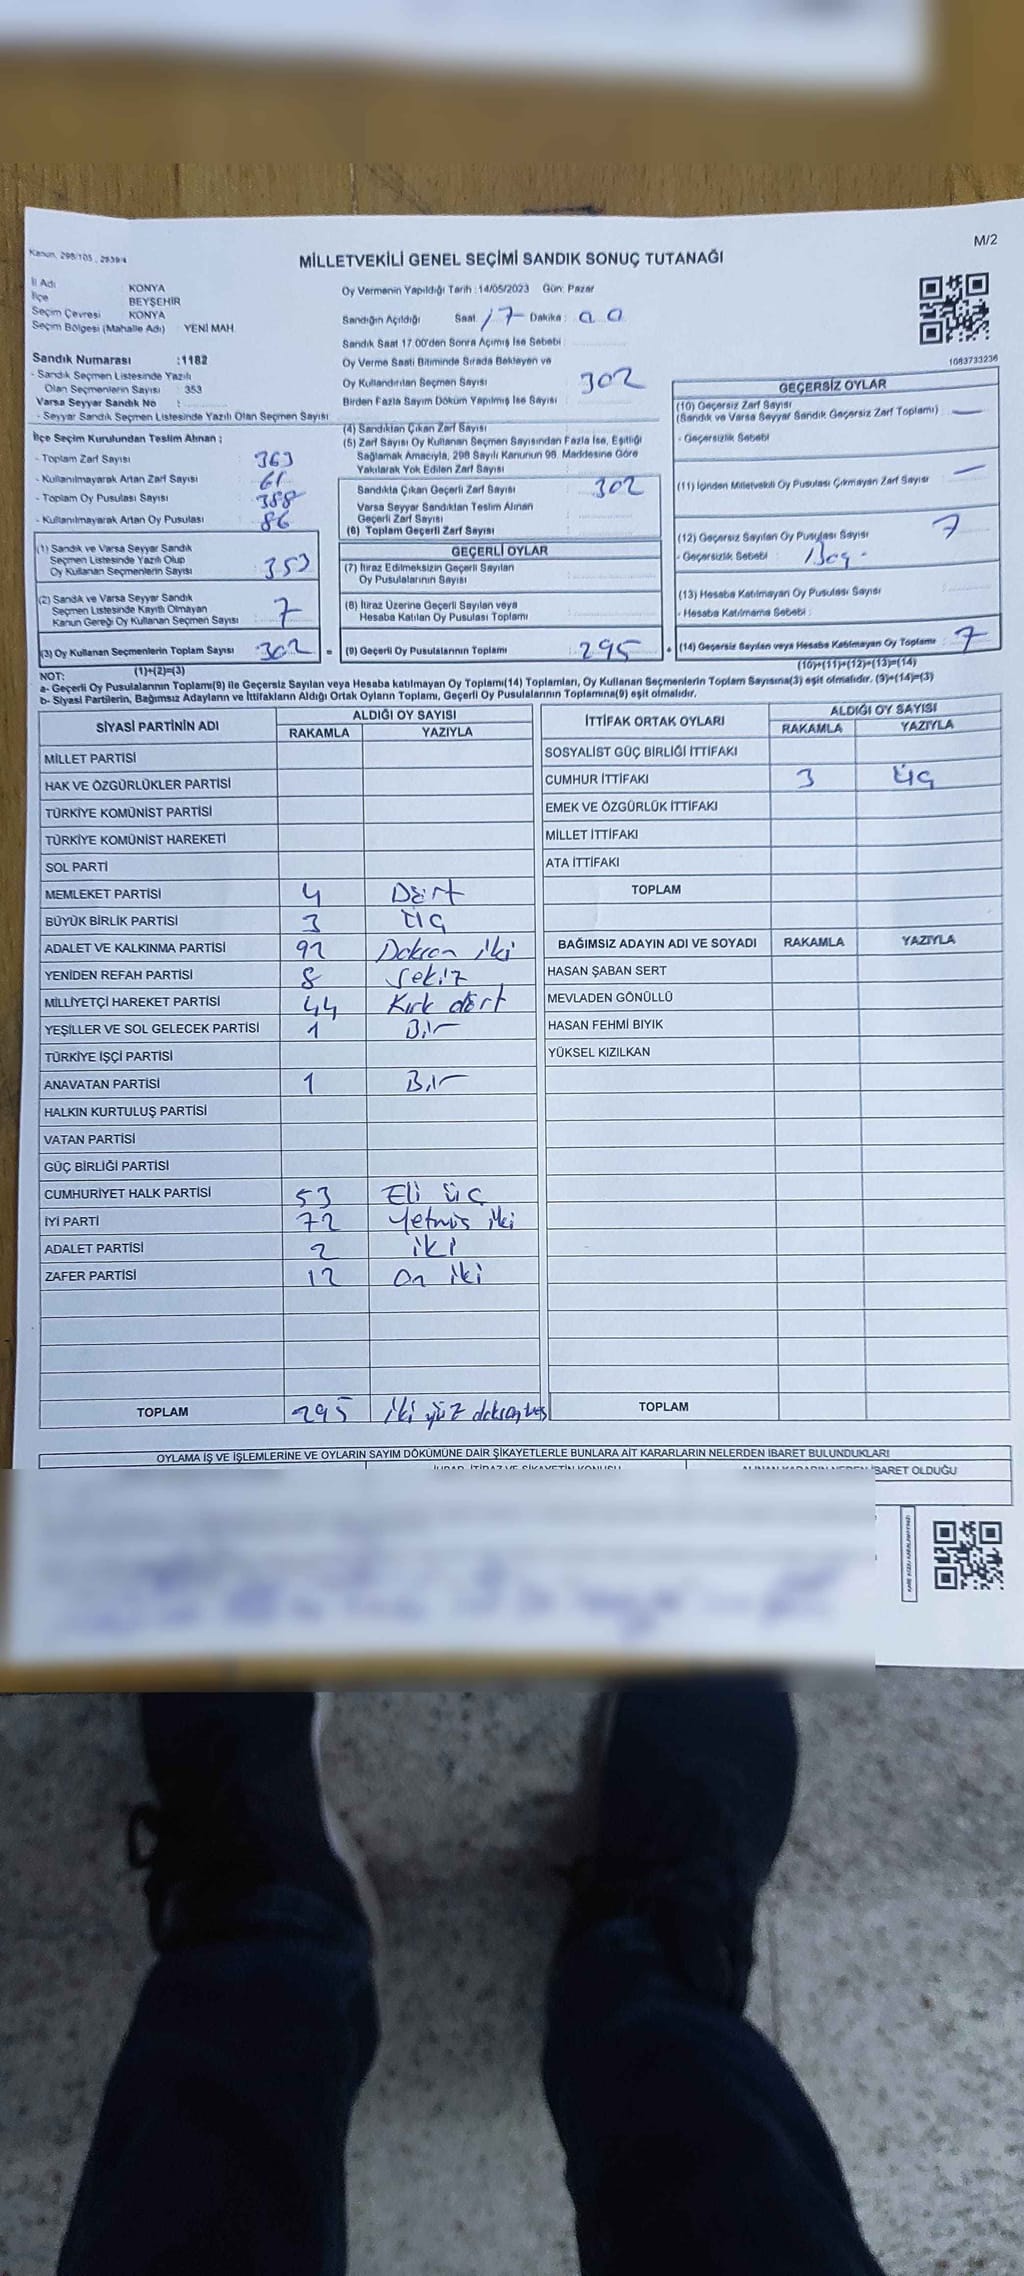 M/2
Kanun, 298/105 , 2839/4
MİLLETVEKİLİ GENEL SEÇİMİ SANDIK SONUÇ TUTANAĞI
İl Adı : KONYA
İlçe : BEYŞEHİR
Seçim Çevresi : KONYA
Seçim Bölgesi (Mahalle Adı) : YENİ MAH.
Sandık Numarası :1182
- Sandık Seçmen Listesinde Yazılı
Olan Seçmenlerin Sayısı : 353
Varsa Seyyar Sandık No :
- Seyyar Sandık Seçmen Listesinde Yazılı Olan Seçmen Sayısı
Oy Vermenin Yapıldığı Tarih :14/05/2023 Gün: Pazar
Sandığın Açıldığı Saat 17 Dakika : 00
Sandık Saat 17.00'den Sonra Açımış İse Sebebi :
Oy Verme Saati Bitiminde Sırada Bekleyen ve
Oy Kullandırılan Seçmen Sayısı 302
Birden Fazla Sayım Döküm Yapılmış İse Sayısı :
1083733236
İlçe Seçim Kurulundan Teslim Alınan ;
- Toplam Zarf Sayısı : 363
- Kullanılmayarak Artan Zarf Sayısı : 61
- Toplam Oy Pusulası Sayısı : 388
- Kullanılmayarak Artan Oy Pusulası : 86
(1) Sandık ve Varsa Seyyar Sandık
Seçmen Listesinde Yazılı Olup
Oy Kullanan Seçmenlerin Sayısı : 353
(2) Sandık ve Varsa Seyyar Sandık
Seçmen Listesinde Kayıtlı Olmayan
Kanun Gereği Oy Kullanan Seçmen Sayısı : 7
(3) Oy Kullanan Seçmenlerin Toplam Sayısı 302 =
(1)+(2)=(3)
(4) Sandıktan Çıkan Zarf Sayısı
(5) Zarf Sayısı Oy Kullanan Seçmen Sayısından Fazla İse, Eşitliği
Sağlamak Amacıyla, 298 Sayılı Kanunun 98. Maddesine Göre
Yakılarak Yok Edilen Zarf Sayısı :
Sandıkta Çıkan Geçerli Zarf Sayısı : 302
Varsa Seyyar Sandıktan Teslim Alınan
Geçerli Zarf Sayısı :
(6) Toplam Geçerli Zarf Sayısı :
GEÇERLİ OYLAR
(7) İtiraz Edilmeksizin Geçerli Sayılan
Oy Pusulalarının Sayısı :
(8) İtiraz Üzerine Geçerli Sayılan veya
Hesaba Katılan Oy Pusulası Toplamı :
(9) Geçerli Oy Pusulalarının Toplamı : 295 +
GEÇERSİZ OYLAR
(10) Geçersiz Zarf Sayısı
(Sandık ve Varsa Seyyar Sandık Geçersiz Zarf Toplamı) : —
- Geçersizlik Sebebi :
(11) İçinden Milletvekili Oy Pusulası Çıkmayan Zarf Sayısı : —
(12) Geçersiz Sayılan Oy Pusulası Sayısı : 7
- Geçersizlik Sebebi :
(13) Hesaba Katılmayan Oy Pusulası Sayısı :
- Hesaba Katılmama Sebebi :
(14) Geçersiz Sayılan veya Hesaba Katılmayan Oy Toplamı : 7
(10)+(11)+(12)+(13)=(14)
NOT:
a- Geçerli Oy Pusulalarının Toplamı(9) ile Geçersiz Sayılan veya Hesaba katılmayan Oy Toplamı(14) Toplamları, Oy Kullanan Seçmenlerin Toplam Sayısına(3) eşit olmalıdır. (9)+(14)=(3)
b- Siyasi Partilerin, Bağımsız Adayların ve İttifakların Aldığı Ortak Oyların Toplamı, Geçerli Oy Pusulalarının Toplamına(9) eşit olmalıdır.
SİYASİ PARTİNİN ADI ALDIĞI OY SAYISI
RAKAMLA YAZIYLA
MİLLET PARTİSİ
HAK VE ÖZGÜRLÜKLER PARTİSİ
TÜRKİYE KOMÜNİST PARTİSİ
TÜRKİYE KOMÜNİST HAREKETİ
SOL PARTİ
MEMLEKET PARTİSİ 4 Dört
BÜYÜK BİRLİK PARTİSİ 3 Üç
ADALET VE KALKINMA PARTİSİ 92 Doksan iki
YENİDEN REFAH PARTİSİ 8 Sekiz
MİLLİYETÇİ HAREKET PARTİSİ 44 Kırk dört
YEŞİLLER VE SOL GELECEK PARTİSİ 1 Bir
TÜRKİYE İŞÇİ PARTİSİ
ANAVATAN PARTİSİ 1 Bir
HALKIN KURTULUŞ PARTİSİ
VATAN PARTİSİ
GÜÇ BİRLİĞİ PARTİSİ
CUMHURİYET HALK PARTİSİ 53 Eli üç
İYİ PARTİ 72 Yetmiş iki
ADALET PARTİSİ 2 iki
ZAFER PARTİSİ 12 On iki
TOPLAM 295 iki yüz doksan beş
İTTİFAK ORTAK OYLARI ALDIĞI OY SAYISI
RAKAMLA YAZIYLA
SOSYALİST GÜÇ BİRLİĞİ İTTİFAKI
CUMHUR İTTİFAKI 3 Üç
EMEK VE ÖZGÜRLÜK İTTİFAKI
MİLLET İTTİFAKI
ATA İTTİFAKI
TOPLAM
BAĞIMSIZ ADAYIN ADI VE SOYADI RAKAMLA YAZIYLA
HASAN ŞABAN SERT
MEVLADEN GÖNÜLLÜ
HASAN FEHMİ BIYIK
YÜKSEL KIZILKAN
TOPLAM
OYLAMA İŞ VE İŞLEMLERİNE VE OYLARIN SAYIM DÖKÜMÜNE DAİR ŞİKAYETLERLE BUNLARA AİT KARARLARIN NELERDEN İBARET BULUNDUKLARI